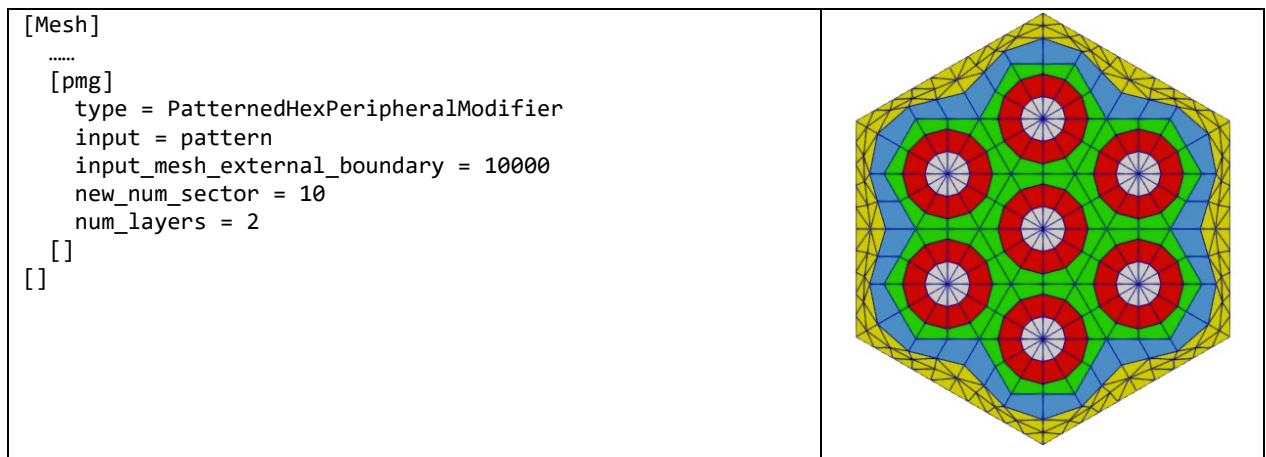 [Mesh]
  ……
  [pmg]
    type = PatternedHexPeripheralModifier
    input = pattern
    input_mesh_external_boundary = 10000
    new_num_sector = 10
    num_layers = 2
  []
[]